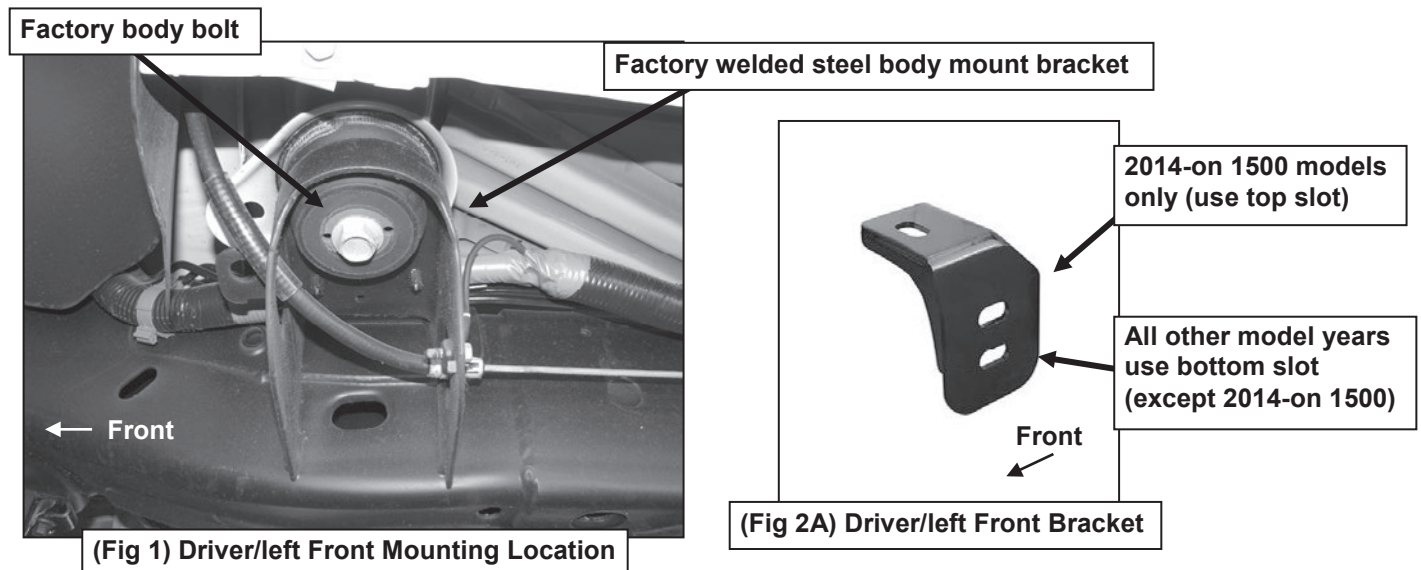 Factory body bolt
Factory welded steel body mount bracket
2014-on 1500 models
only (use top slot)
All other model years
use bottom slot
(except 2014-on 1500)
Front
Front
(Fig 1) Driver/left Front Mounting Location
(Fig 2A) Driver/left Front Bracket